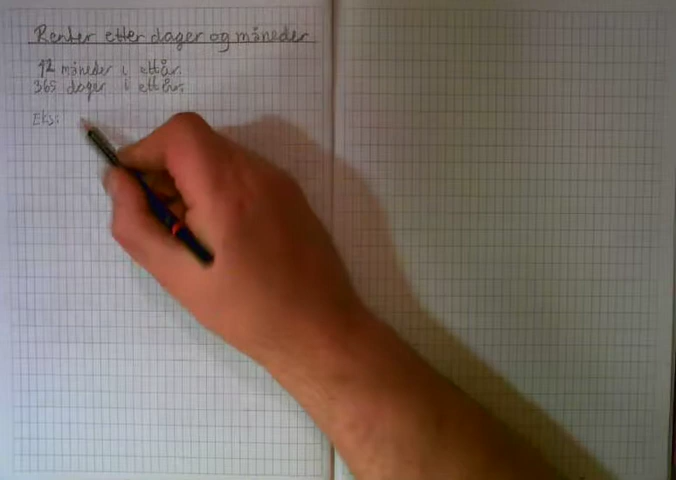 Renter etter dager og måneder
12 måneder i ett år.
365 dager i ett år.
Eks: